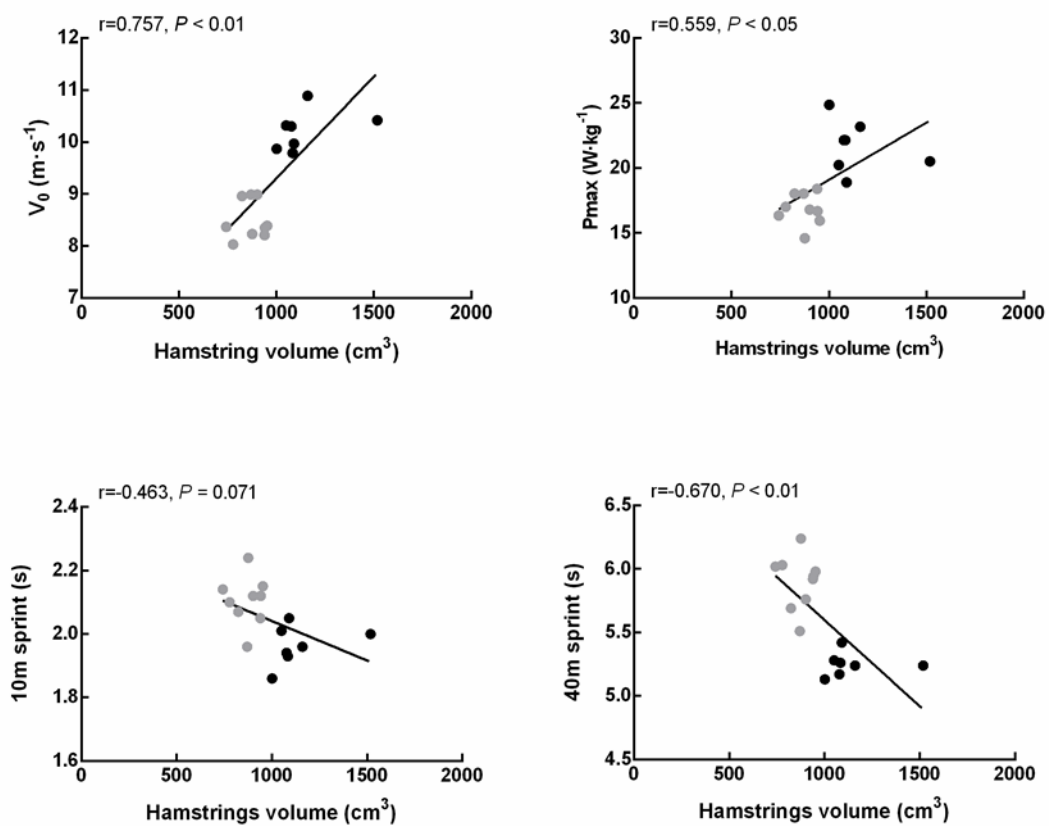 r=0.757, P < 0.01
12
11
10
9
8
7
V₀ (m·s⁻¹)
0 500 1000 1500 2000
Hamstring volume (cm³)
r=0.559, P < 0.05
30
25
20
15
10
Pmax (W·kg⁻¹)
0 500 1000 1500 2000
Hamstrings volume (cm³)
r=-0.463, P = 0.071
2.4
2.2
2.0
1.8
1.6
10m sprint (s)
0 500 1000 1500 2000
Hamstrings volume (cm³)
r=-0.670, P < 0.01
6.5
6.0
5.5
5.0
4.5
40m sprint (s)
0 500 1000 1500 2000
Hamstrings volume (cm³)